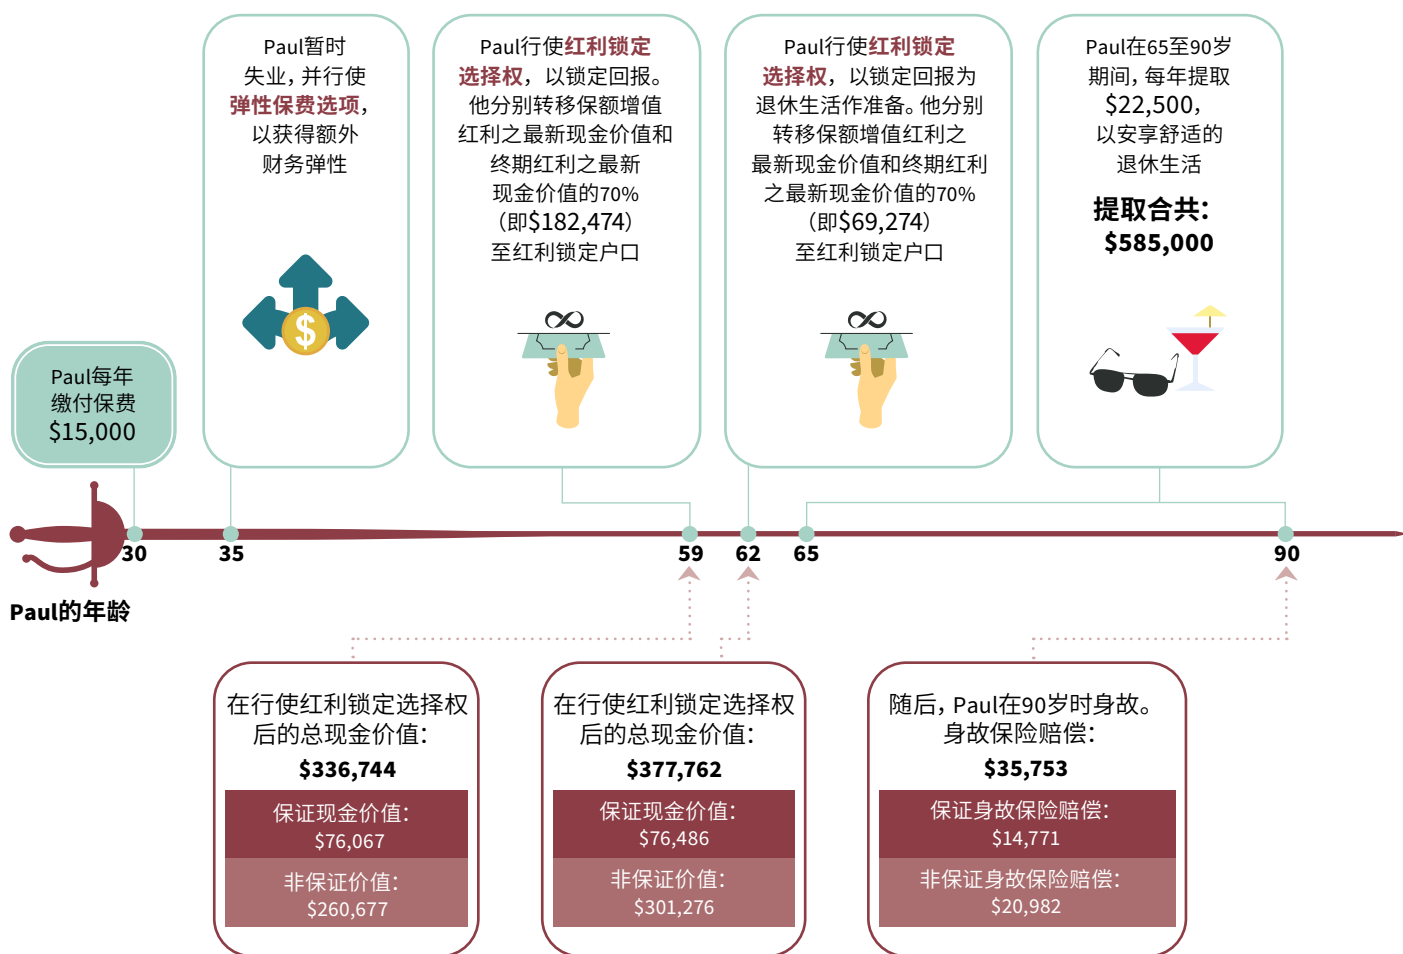 Paul每年
缴付保费
$15,000
Paul暂时
失业，并行使
弹性保费选项，
以获得额外
财务弹性
Paul行使红利锁定
选择权，以锁定回报。
他分别转移保额增值
红利之最新现金价值和
终期红利之最新
现金价值的70%
（即$182,474）
至红利锁定户口
Paul行使红利锁定
选择权，以锁定回报为
退休生活作准备。他分别
转移保额增值红利之
最新现金价值和终期红利
之最新现金价值的70%
（即$69,274）
至红利锁定户口
Paul在65至90岁
期间，每年提取
$22,500，
以安享舒适的
退休生活
提取合共：
$585,000
$
30
35
59
62
65
90
Paul的年龄
在行使红利锁定选择权
后的总现金价值：
$336,744
保证现金价值：
$76,067
非保证价值：
$260,677
在行使红利锁定选择权
后的总现金价值：
$377,762
保证现金价值：
$76,486
非保证价值：
$301,276
随后，Paul在90岁时身故。
身故保险赔偿：
$35,753
保证身故保险赔偿：
$14,771
非保证身故保险赔偿：
$20,982